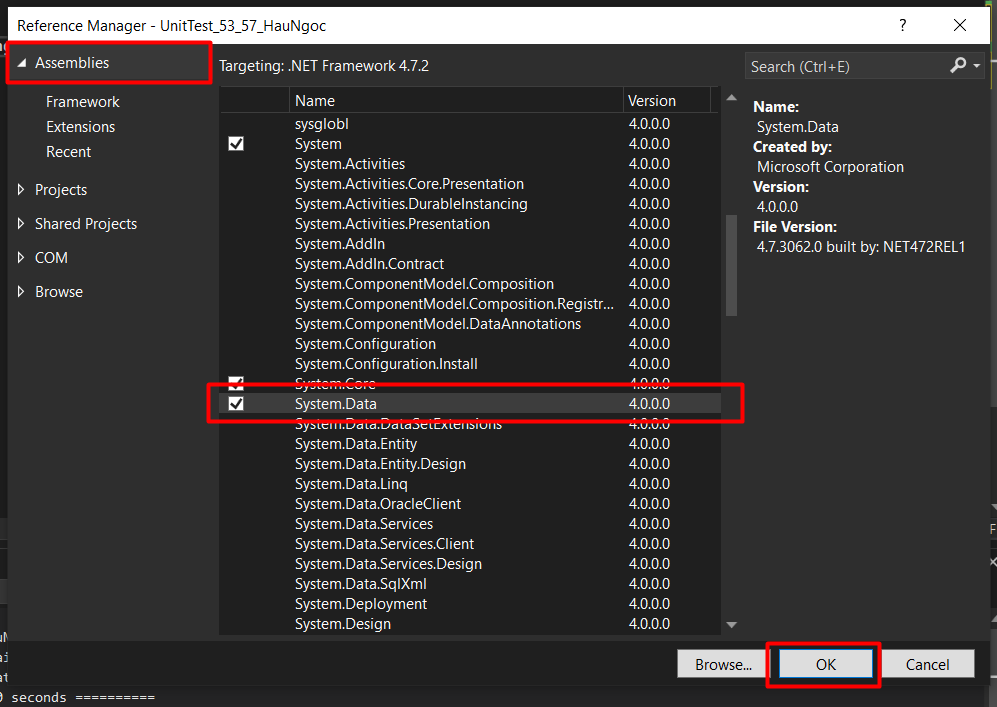 Reference Manager - UnitTest_53_57_HauNgoc ?
Assemblies
Framework
Extensions
Recent
Projects
Shared Projects
COM
Browse
Targeting: .NET Framework 4.7.2
Search (Ctrl+E)
Name Version
sysglobl 4.0.0.0
System 4.0.0.0
System.Activities 4.0.0.0
System.Activities.Core.Presentation 4.0.0.0
System.Activities.DurableInstancing 4.0.0.0
System.Activities.Presentation 4.0.0.0
System.AddIn 4.0.0.0
System.AddIn.Contract 4.0.0.0
System.ComponentModel.Composition 4.0.0.0
System.ComponentModel.Composition.Registr... 4.0.0.0
System.ComponentModel.DataAnnotations 4.0.0.0
System.Configuration 4.0.0.0
System.Configuration.Install 4.0.0.0
System.Core 4.0.0.0
System.Data 4.0.0.0
System.Data.DataSetExtensions 4.0.0.0
System.Data.Entity 4.0.0.0
System.Data.Entity.Design 4.0.0.0
System.Data.Linq 4.0.0.0
System.Data.OracleClient 4.0.0.0
System.Data.Services 4.0.0.0
System.Data.Services.Client 4.0.0.0
System.Data.Services.Design 4.0.0.0
System.Data.SqlXml 4.0.0.0
System.Deployment 4.0.0.0
System.Design 4.0.0.0
Name:
System.Data
Created by:
Microsoft Corporation
Version:
4.0.0.0
File Version:
4.7.3062.0 built by: NET472REL1
Browse... OK Cancel
seconds ==========